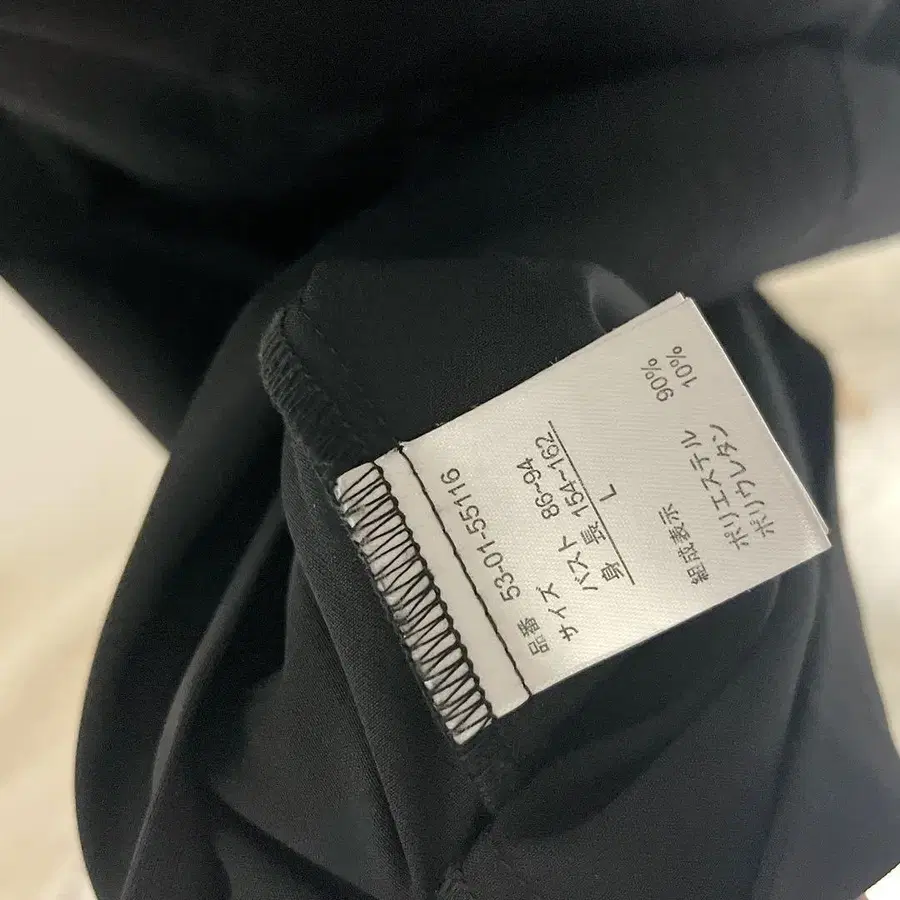 品番 53-01-55116
サイズ
バスト 86~94
身長 154~162
L
組成表示
ポリエステル 90%
ポリウレタン 10%